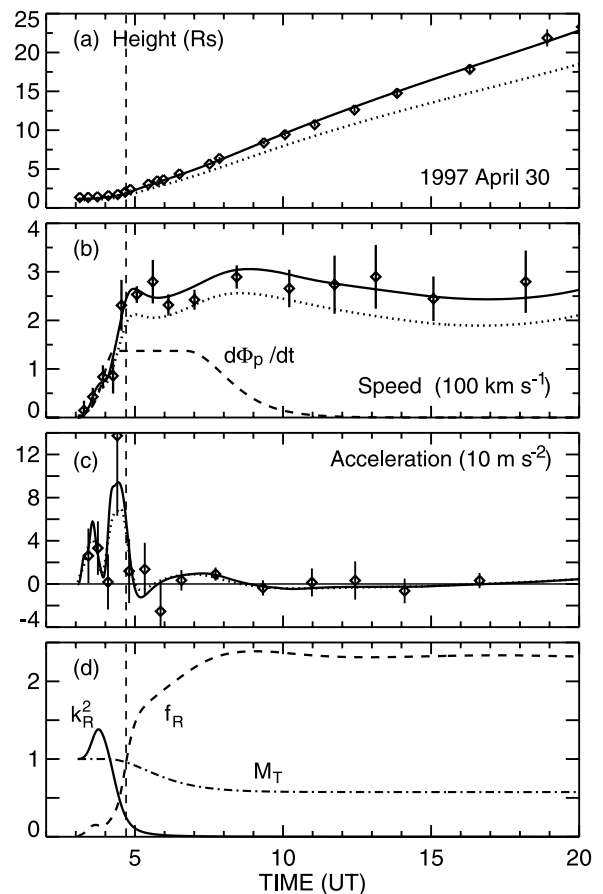 25
(a) Height (Rs)
20
15
10
5
0
1997 April 30
4
(b)
3
2
1
0
dΦp/dt
Speed (100 km s⁻¹)
12
(c)
Acceleration (10 m s⁻²)
8
4
0
-4
(d)
2
1
0
k²R
fR
MT
5 10 15 20
TIME (UT)